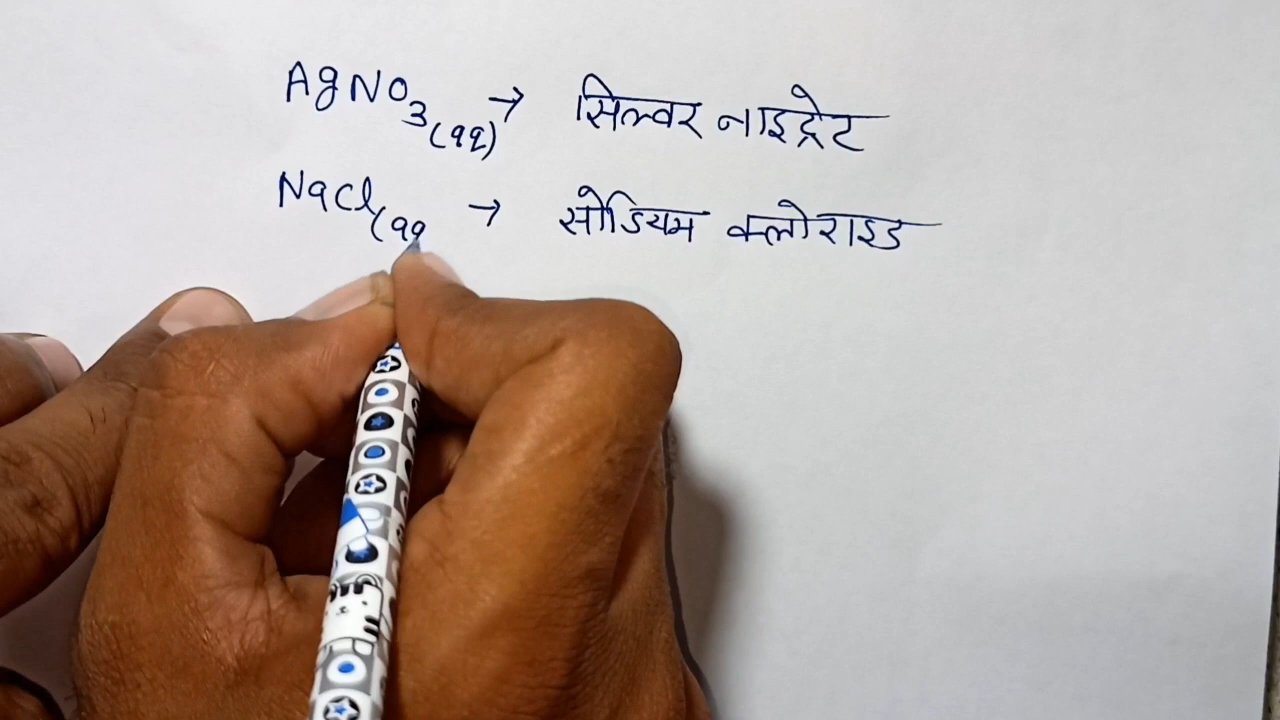 AgNO3(aq) → सिल्वर नाइट्रेट
NaCl(aq → सोडियम क्लोराइड